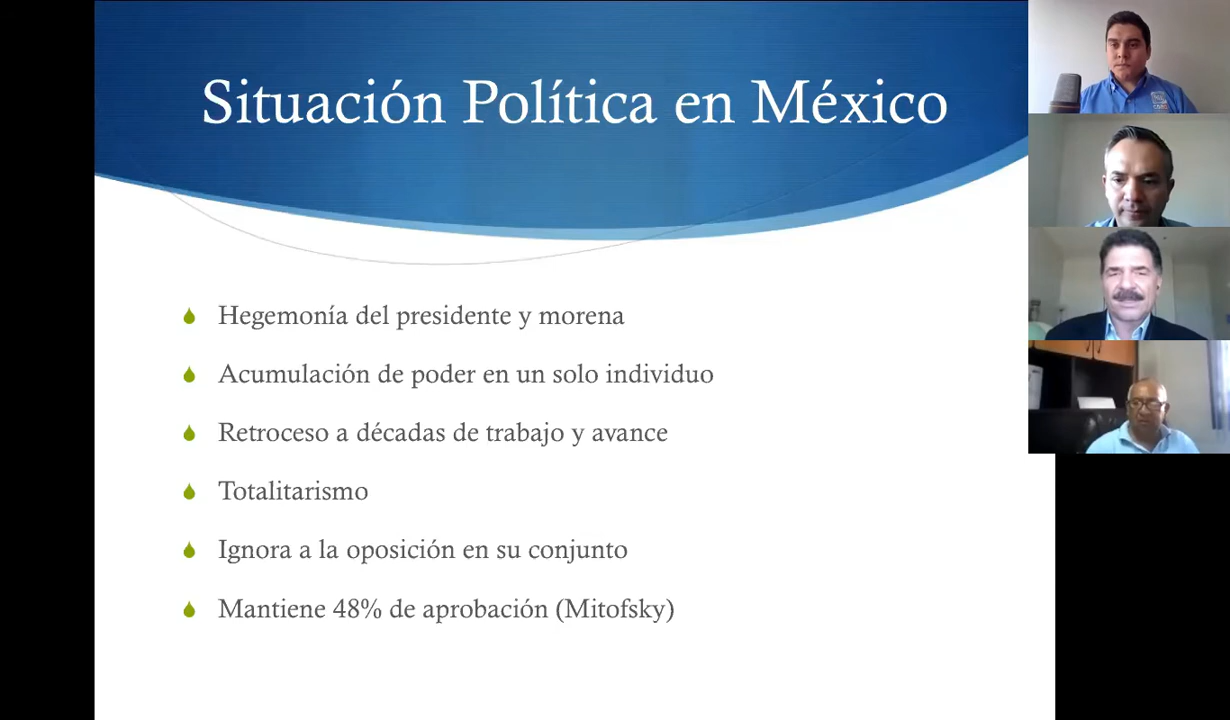 Situación Política en México
Hegemonía del presidente y morena
Acumulación de poder en un solo individuo
Retroceso a décadas de trabajo y avance
Totalitarismo
Ignora a la oposición en su conjunto
Mantiene 48% de aprobación (Mitofsky)